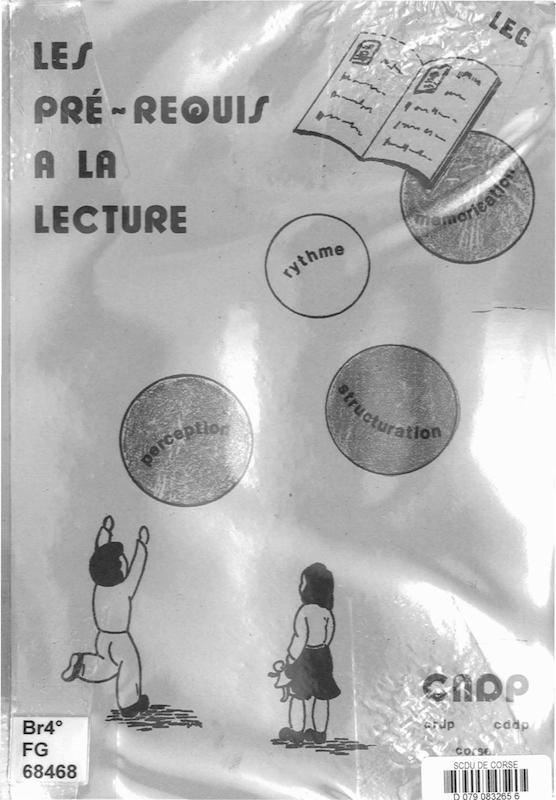 LES
PRÉ-REQUIS
A LA
LECTURE
L.E.G.
mémorisation
rythme
structuration
perception
CNDP
crdp cddp
corse
Br4°
FG
68468
SCDU DE CORSE
D 079 083265 6